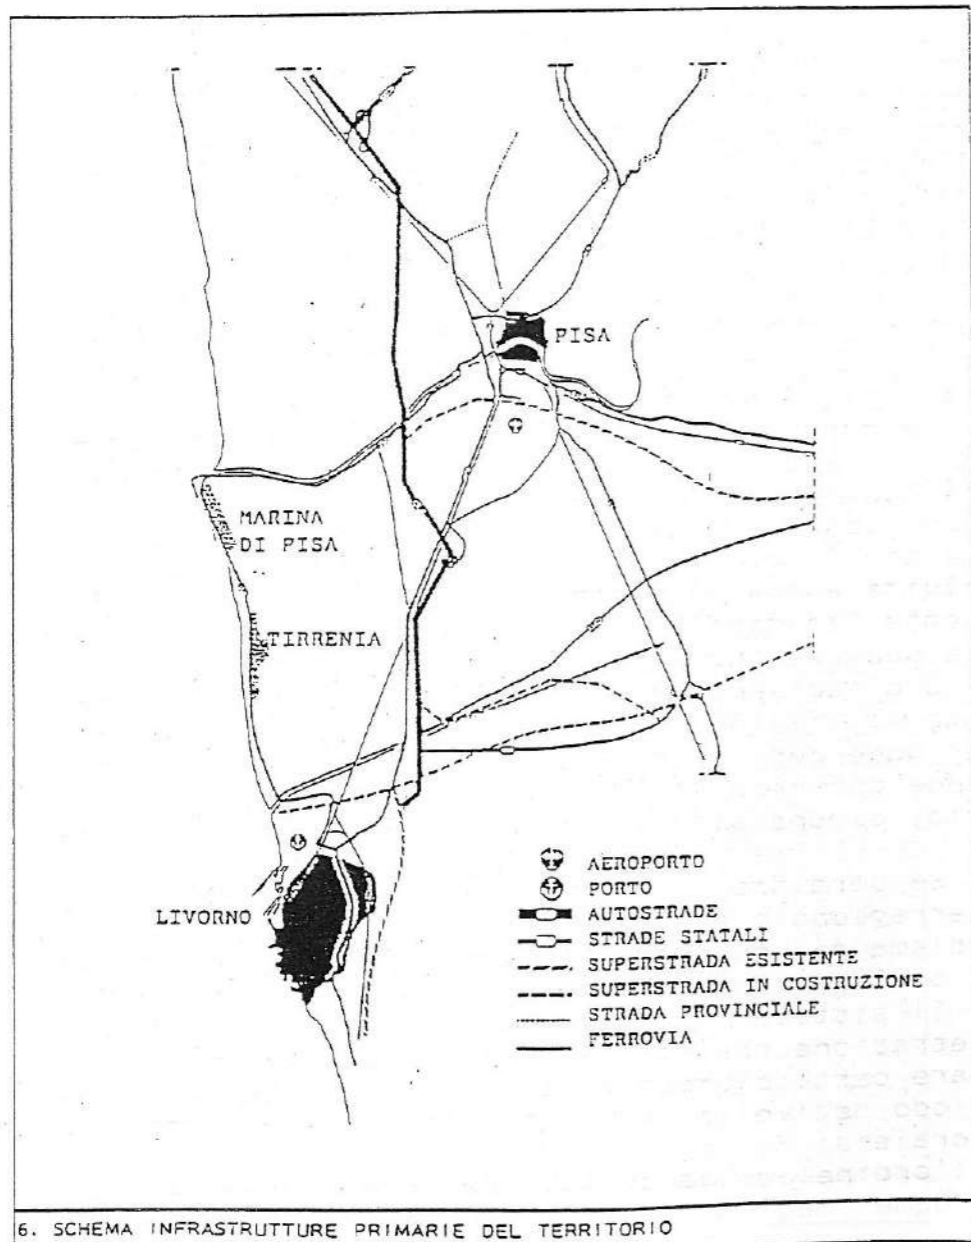 PISA
MARINA
DI PISA
TIRRENIA
LIVORNO
AEROPORTO
PORTO
AUTOSTRADE
STRADE STATALI
SUPERSTRADA ESISTENTE
SUPERSTRADA IN COSTRUZIONE
STRADA PROVINCIALE
FERROVIA
6. SCHEMA INFRASTRUTTURE PRIMARIE DEL TERRITORIO